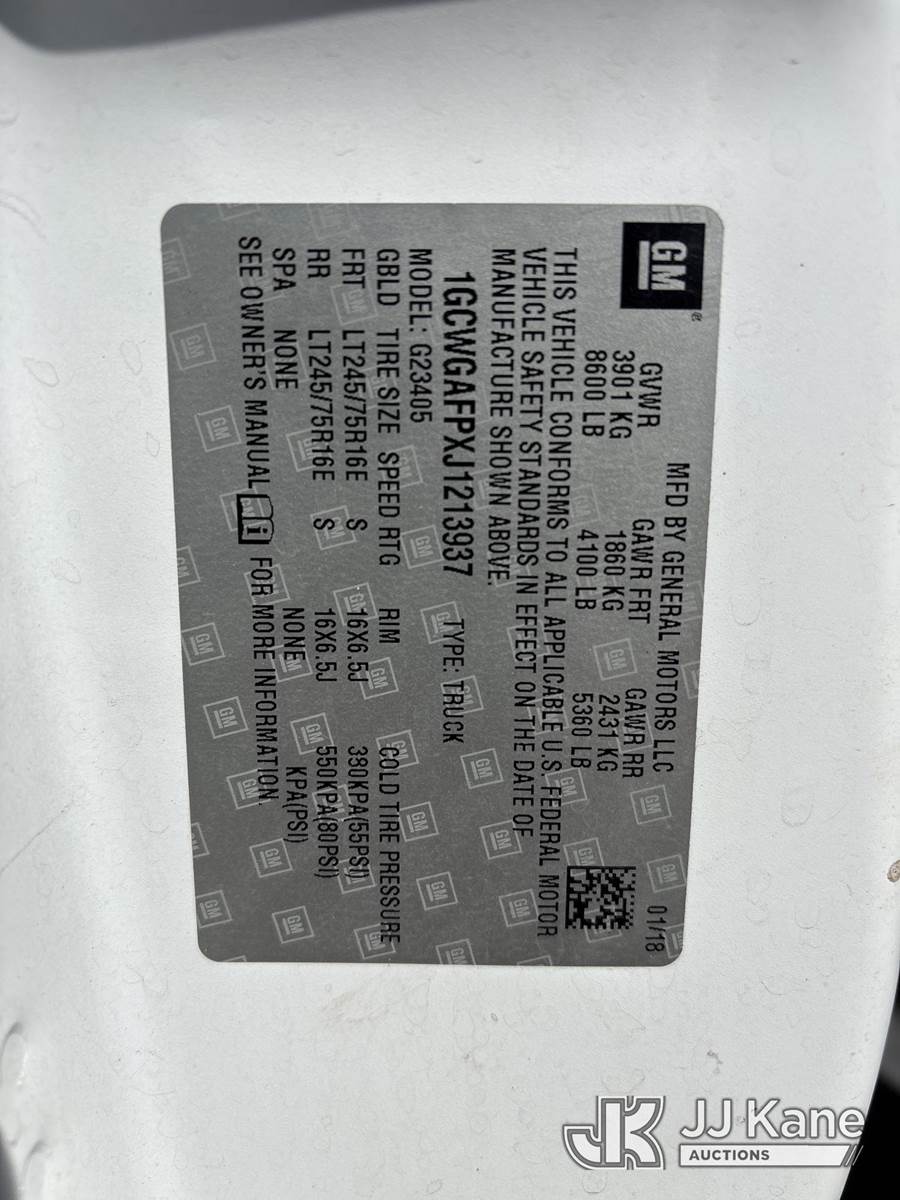 GM
MFD BY GENERAL MOTORS LLC 01/18
GVWR GAWR FRT GAWR RR
3901 KG 1860 KG 2431 KG
8600 LB 4100 LB 5360 LB
THIS VEHICLE CONFORMS TO ALL APPLICABLE U.S. FEDERAL MOTOR
VEHICLE SAFETY STANDARDS IN EFFECT ON THE DATE OF
MANUFACTURE SHOWN ABOVE.
1GCWGAFPXJ1213937 TYPE: TRUCK
MODEL: G23405
GBLD TIRE SIZE SPEED RTG RIM COLD TIRE PRESSURE
FRT LT245/75R16E S 16X6.5J 380KPA(55PSI)
RR LT245/75R16E S 16X6.5J 550KPA(80PSI)
SPA NONE NONE KPA(PSI)
SEE OWNER'S MANUAL i FOR MORE INFORMATION.
JK JJ Kane
AUCTIONS